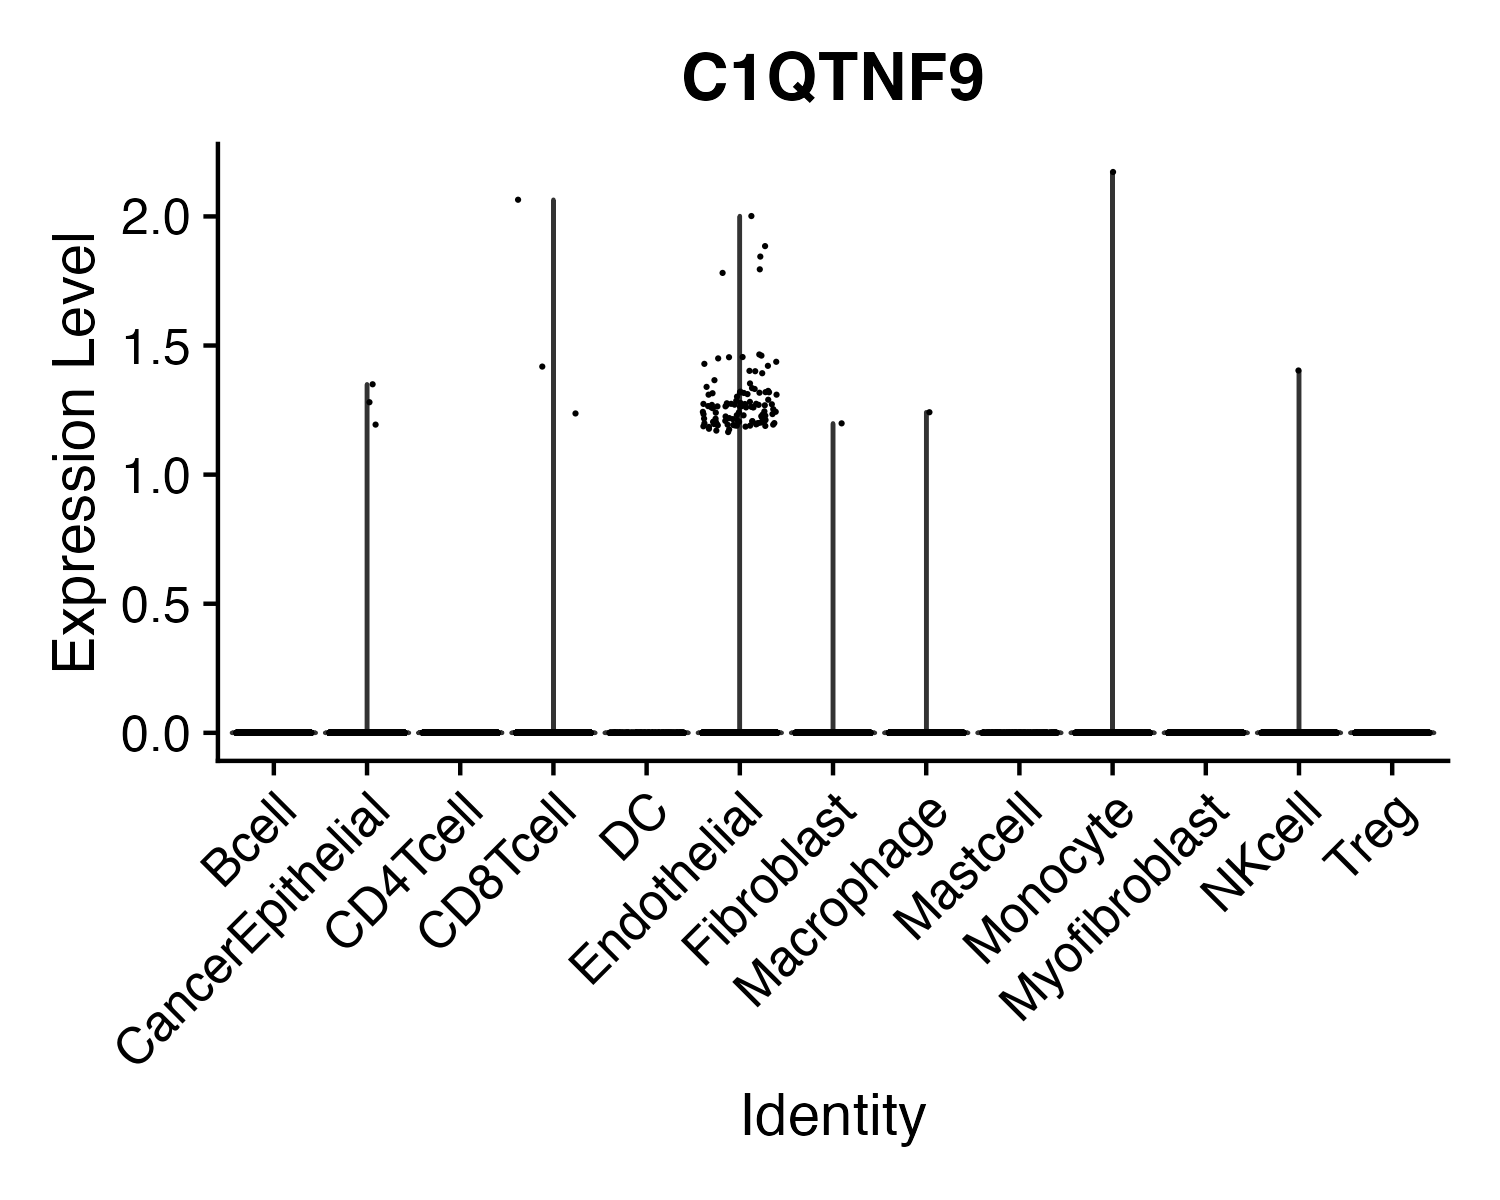 C1QTNF9
Expression Level
2.0
1.5
1.0
0.5
0.0
Bcell
CancerEpithelial
CD4Tcell
CD8Tcell
DC
Endothelial
Fibroblast
Macrophage
Mastcell
Monocyte
Myofibroblast
NKcell
Treg
Identity